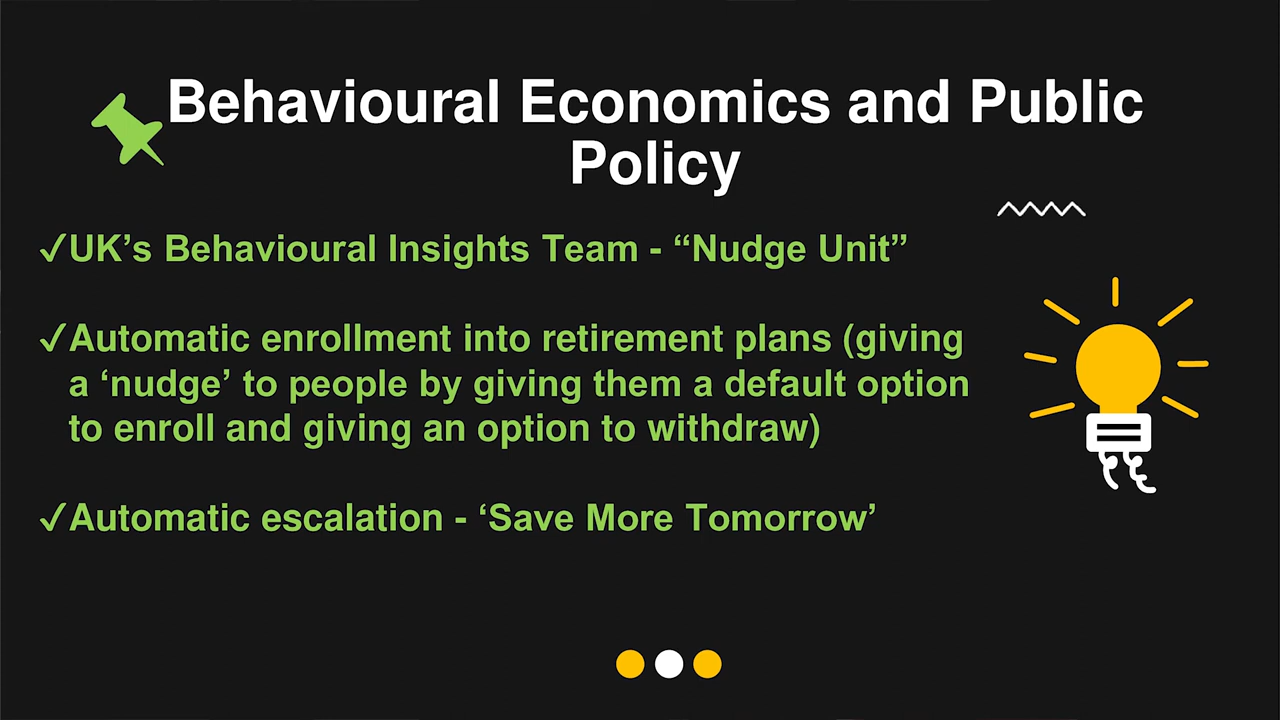 Behavioural Economics and Public
Policy
✓UK’s Behavioural Insights Team - “Nudge Unit”
✓Automatic enrollment into retirement plans (giving
a ‘nudge’ to people by giving them a default option
to enroll and giving an option to withdraw)
✓Automatic escalation - ‘Save More Tomorrow’